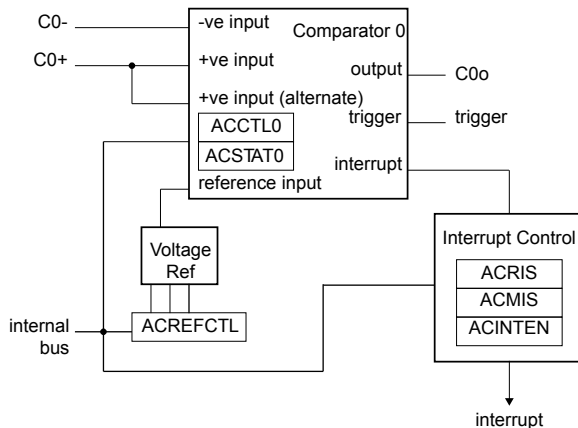 C0-
-ve input
Comparator 0
C0+
+ve input
output
C0o
+ve input (alternate)
ACCTL0
trigger
trigger
ACSTAT0
interrupt
reference input
Voltage
Ref
Interrupt Control
ACRIS
ACMIS
ACINTEN
internal
bus
ACREFCTL
interrupt